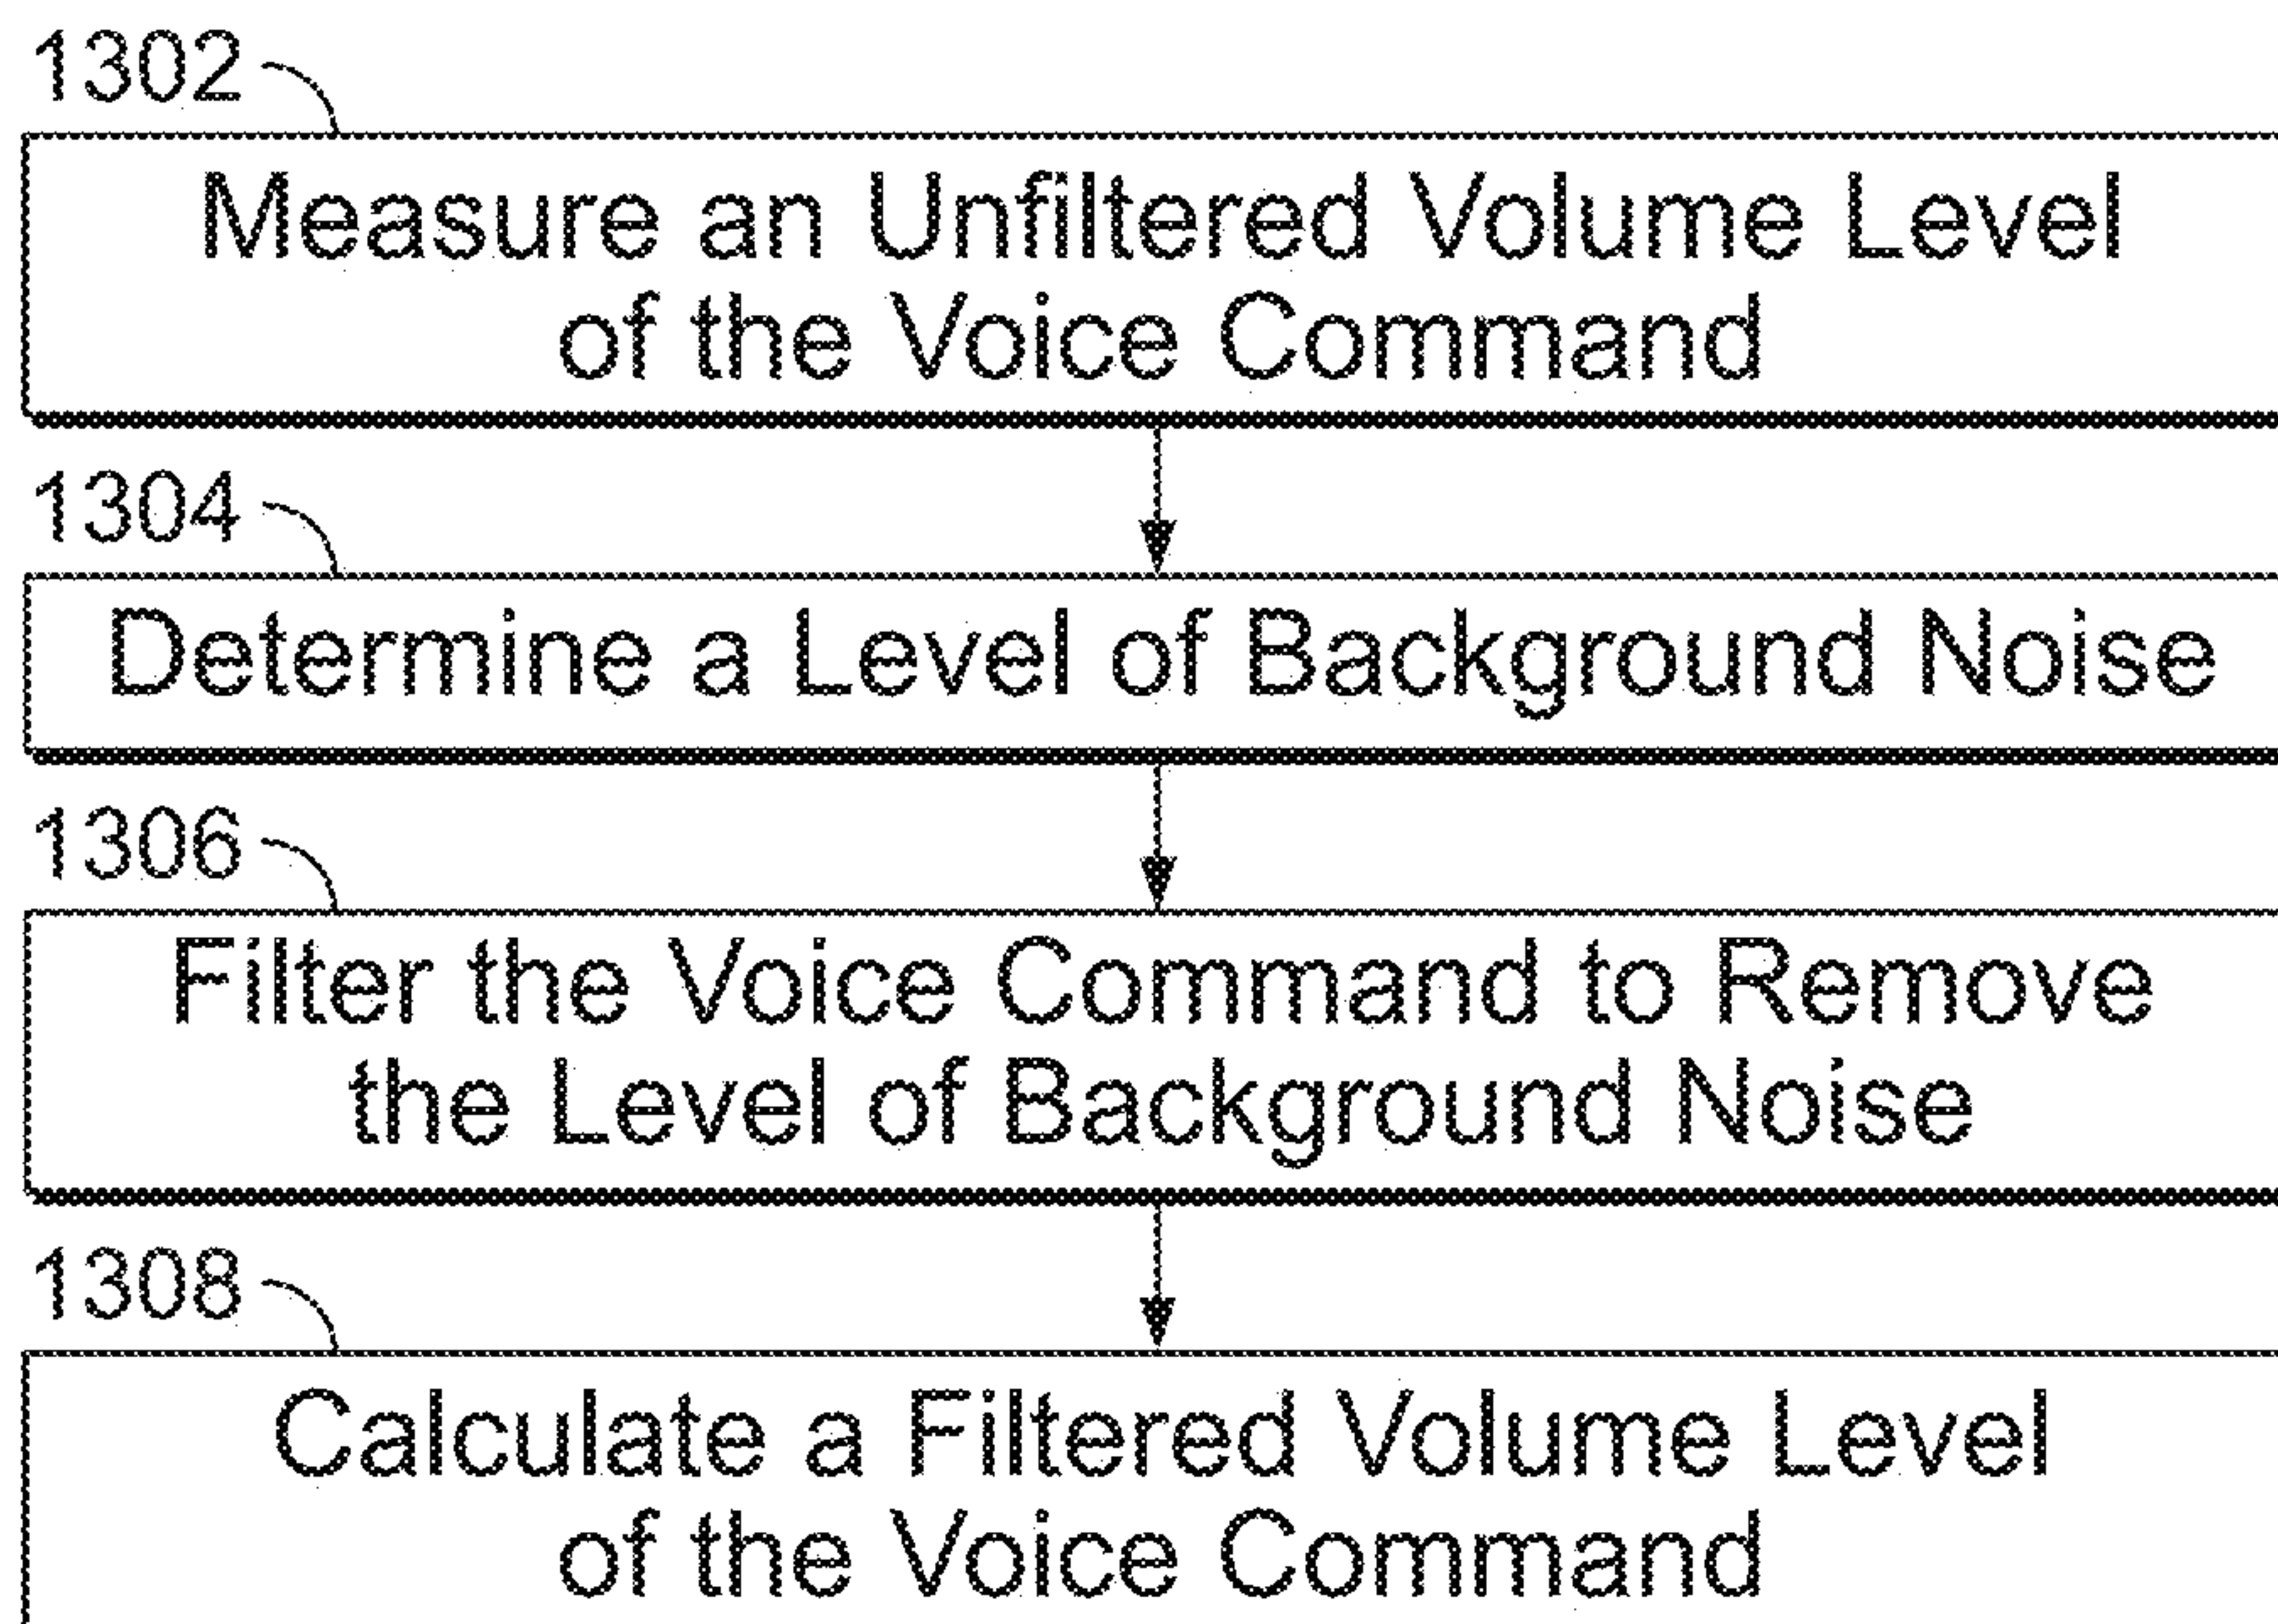 1302
Measure an Unfiltered Volume Level
of the Voice Command
1304
Determine a Level of Background Noise
1306
Filter the Voice Command to Remove
the Level of Background Noise
1308
Calculate a Filtered Volume Level
of the Voice Command